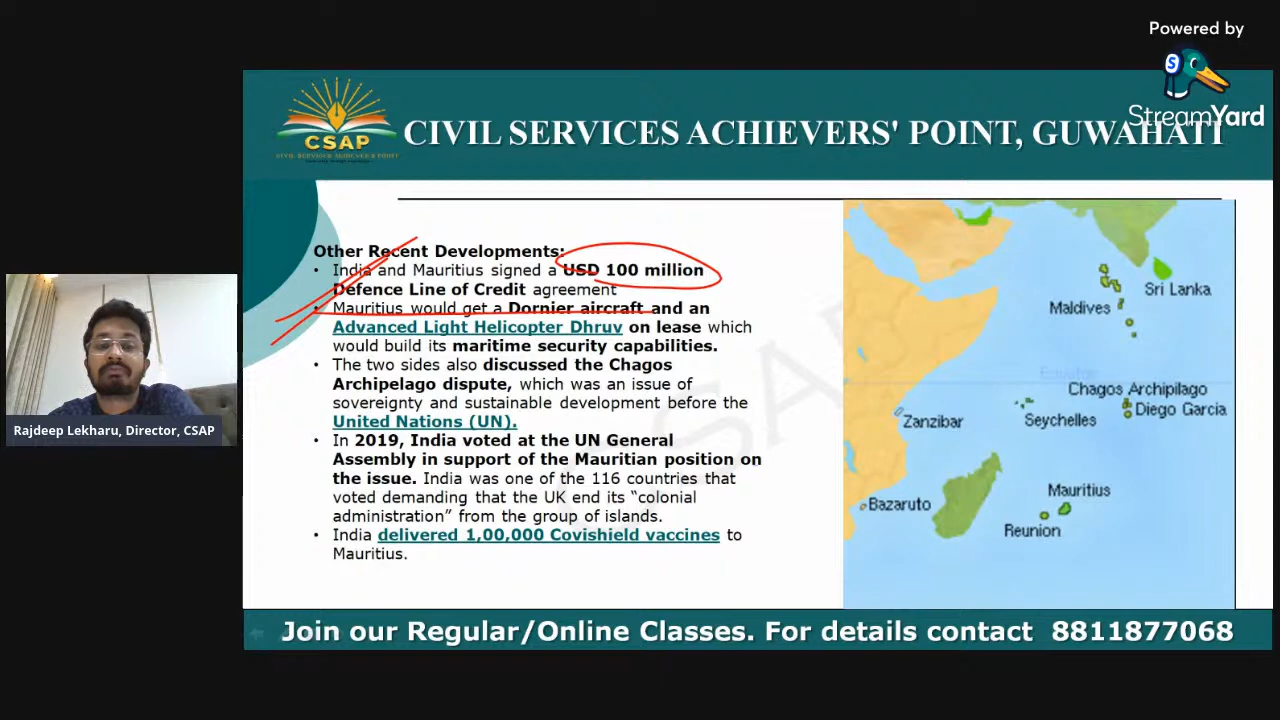 Powered by
StreamYard
CSAP
CIVIL SERVICES ACHIEVERS' POINT, GUWAHATI
Other Recent Developments:
• India and Mauritius signed a USD 100 million
Defence Line of Credit agreement
• Mauritius would get a Dornier aircraft and an
Advanced Light Helicopter Dhruv on lease which
would build its maritime security capabilities.
• The two sides also discussed the Chagos
Archipelago dispute, which was an issue of
sovereignty and sustainable development before the
United Nations (UN).
• In 2019, India voted at the UN General
Assembly in support of the Mauritian position on
the issue. India was one of the 116 countries that
voted demanding that the UK end its “colonial
administration” from the group of islands.
• India delivered 1,00,000 Covishield vaccines to
Mauritius.
Sri Lanka
Maldives
Equator
Chagos Archipilago
Diego Garcia
Zanzibar
Seychelles
Mauritius
Bazaruto
Reunion
CSA
Rajdeep Lekharu, Director, CSAP
Join our Regular/Online Classes. For details contact 8811877068